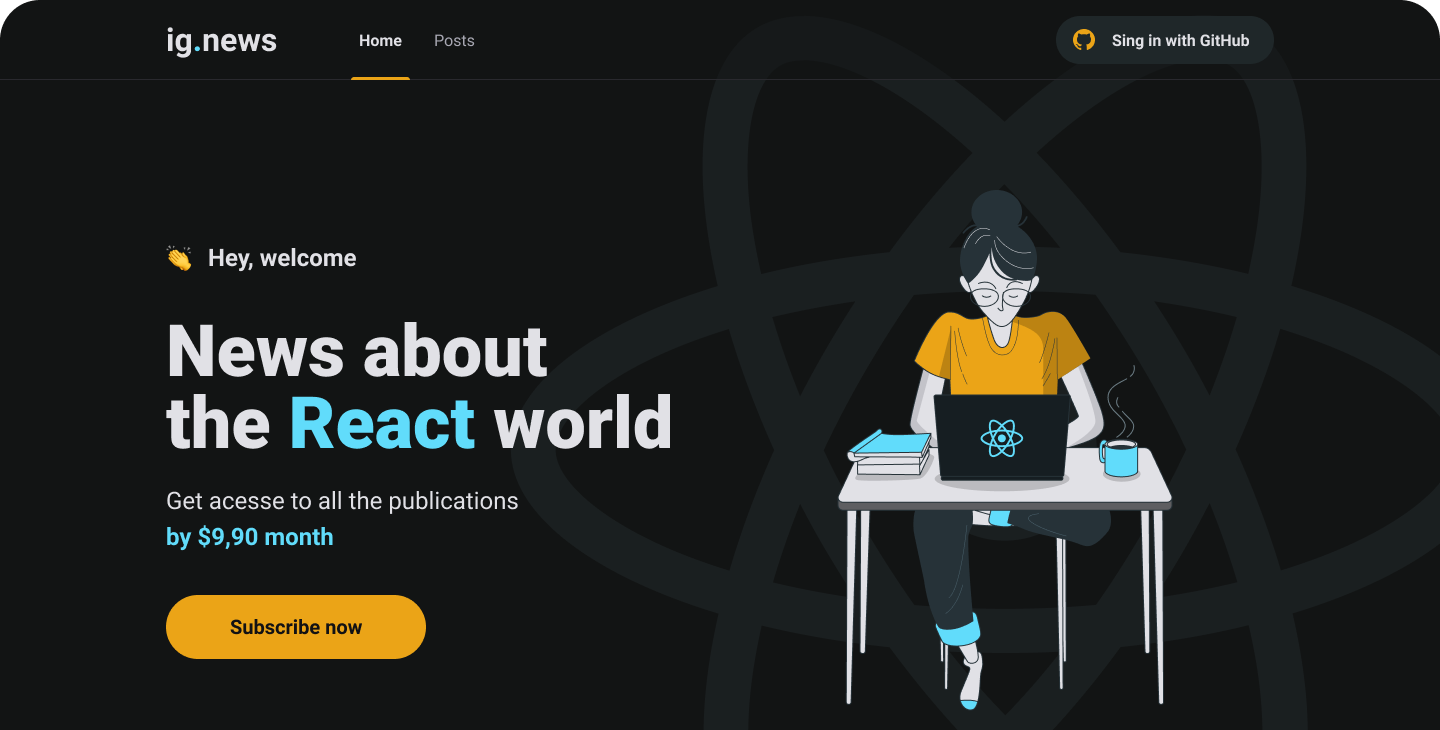 ig.news
Home
Posts
Sing in with GitHub
👏 Hey, welcome
News about
the React world
Get acesse to all the publications
by $9,90 month
Subscribe now